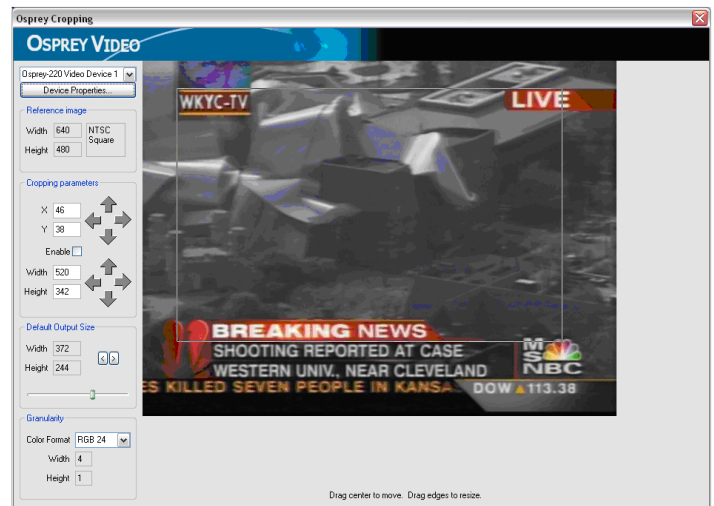 Osprey Cropping
OSPREY VIDEO
Osprey-220 Video Device 1
Device Properties...
Reference image
Width 640 NTSC
Square
Height 480
Cropping parameters
X 46
Y 38
Enable
Width 520
Height 342
Default Output Size
Width 372
< >
Height 244
Granularity
Color Format RGB 24
Width 4
Height 1
WKYC-TV
LIVE
BREAKING NEWS
SHOOTING REPORTED AT CASE
WESTERN UNIV., NEAR CLEVELAND
MSNBC
ES KILLED SEVEN PEOPLE IN KANSA
DOW ▲113.38
Drag center to move. Drag edges to resize.